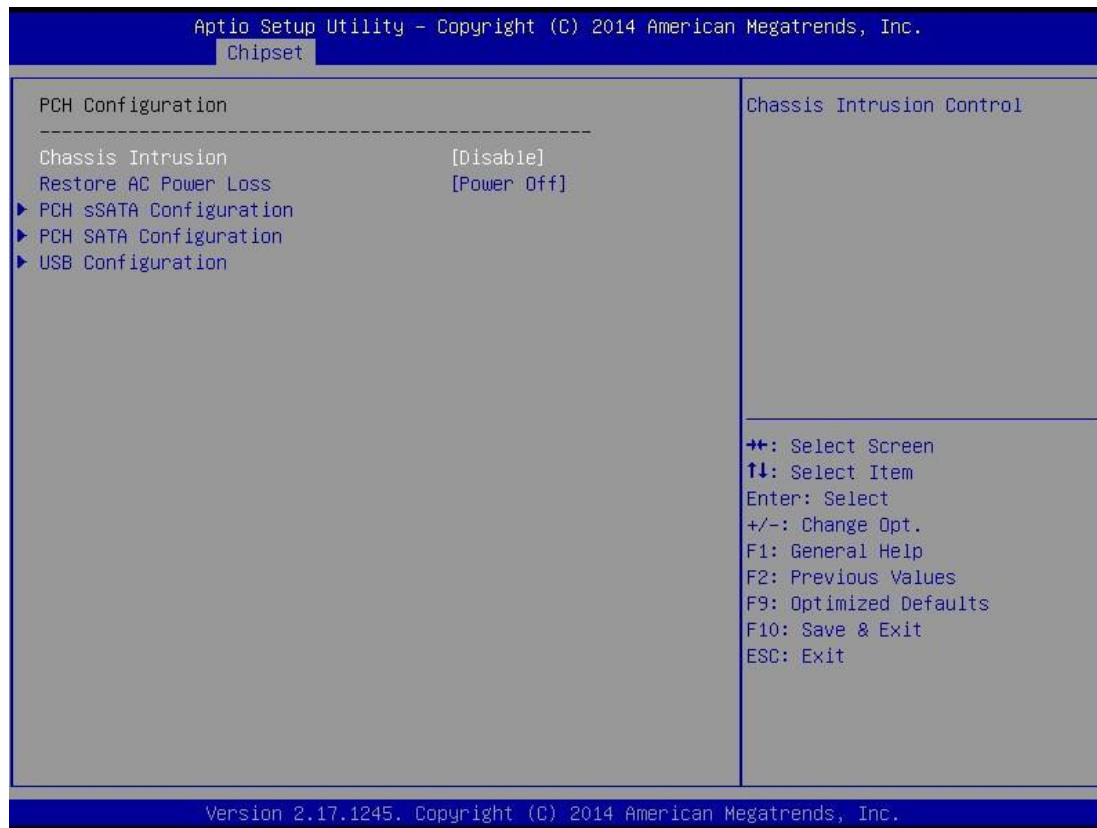 Aptio Setup Utility – Copyright (C) 2014 American Megatrends, Inc.
Chipset
PCH Configuration
Chassis Intrusion [Disable]
Restore AC Power Loss [Power Off]
▶ PCH sSATA Configuration
▶ PCH SATA Configuration
▶ USB Configuration
Chassis Intrusion Control
→←: Select Screen
↑↓: Select Item
Enter: Select
+/-: Change Opt.
F1: General Help
F2: Previous Values
F9: Optimized Defaults
F10: Save & Exit
ESC: Exit
Version 2.17.1245. Copyright (C) 2014 American Megatrends, Inc.